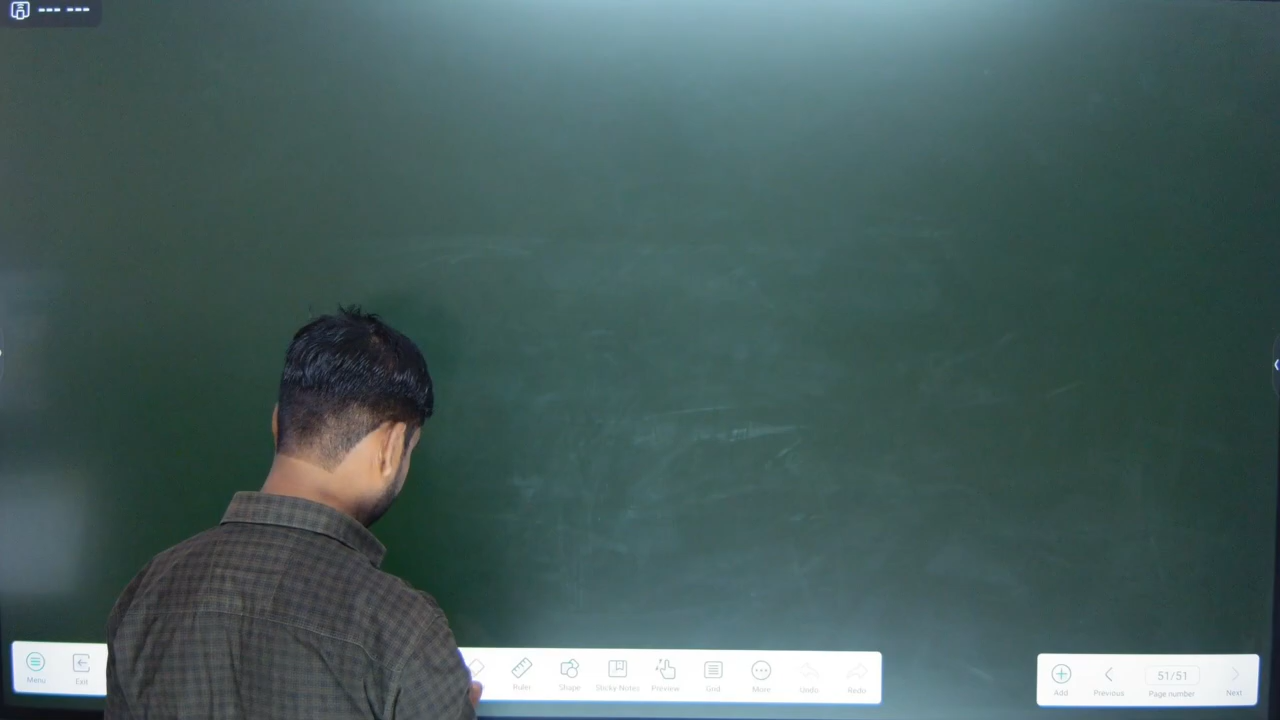 Menu
Exit
Ruler
Shape
Sticky Notes
Preview
Grid
More
Undo
Redo
Add
Previous
51/51
Page number
Next